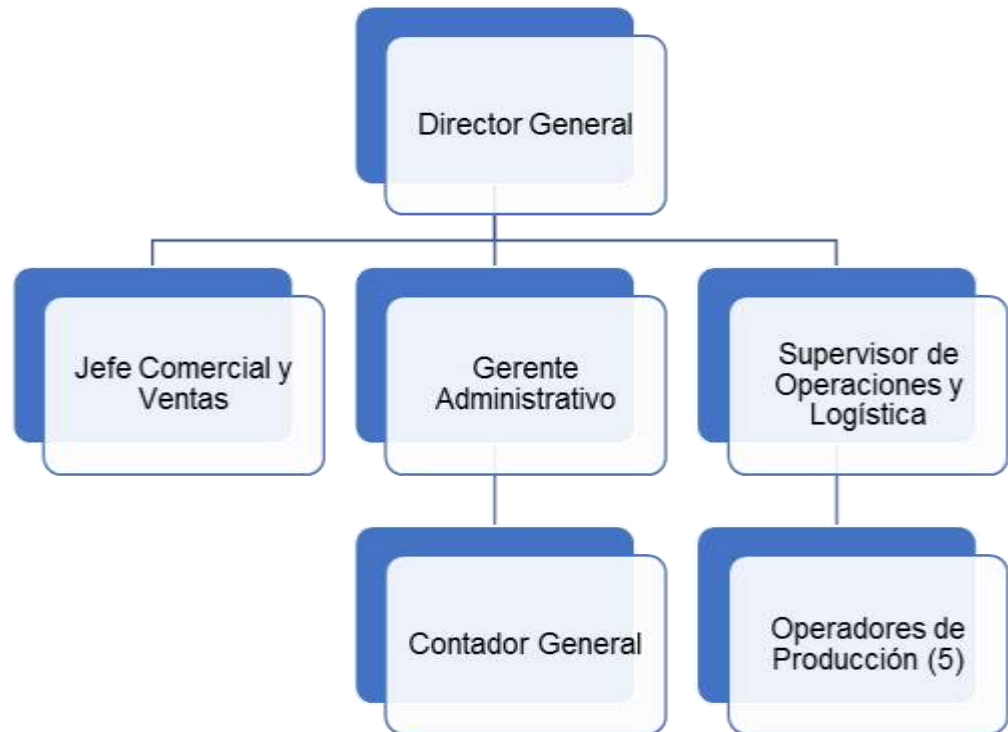 Director General
Jefe Comercial y
Ventas
Gerente
Administrativo
Supervisor de
Operaciones y
Logística
Contador General
Operadores de
Producción (5)